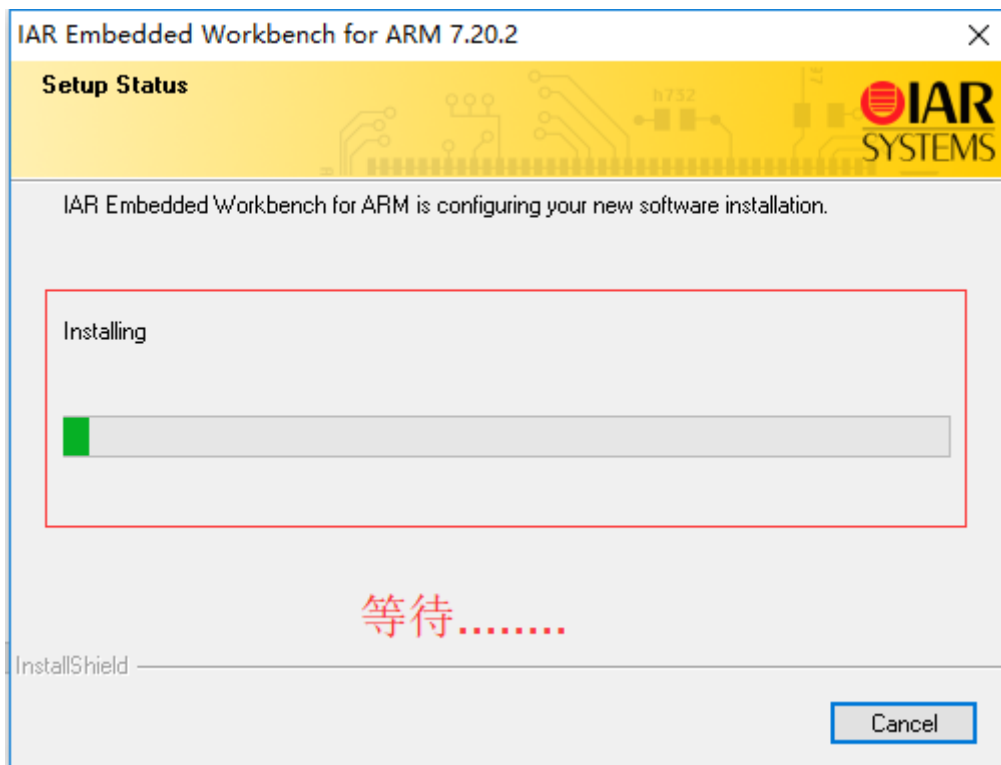 IAR Embedded Workbench for ARM 7.20.2
Setup Status
h732
IAR
SYSTEMS
IAR Embedded Workbench for ARM is configuring your new software installation.
Installing
等待........
InstallShield
Cancel